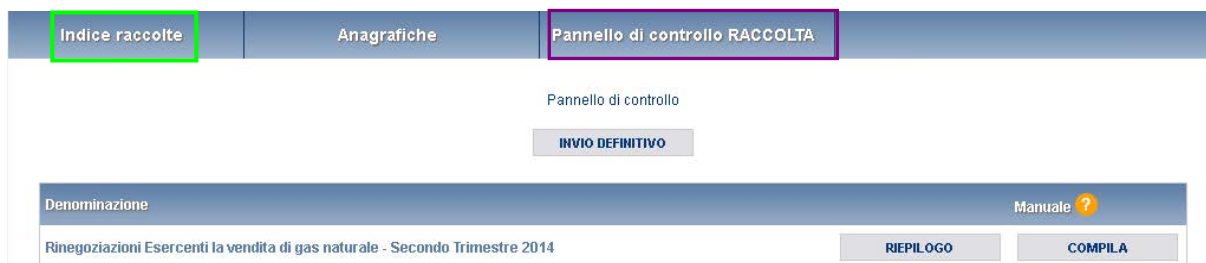 Indice raccolte Anagrafiche Pannello di controllo RACCOLTA
Pannello di controllo
INVIO DEFINITIVO
Denominazione Manuale ?
Rinegoziazioni Esercenti la vendita di gas naturale - Secondo Trimestre 2014 RIEPILOGO COMPILA